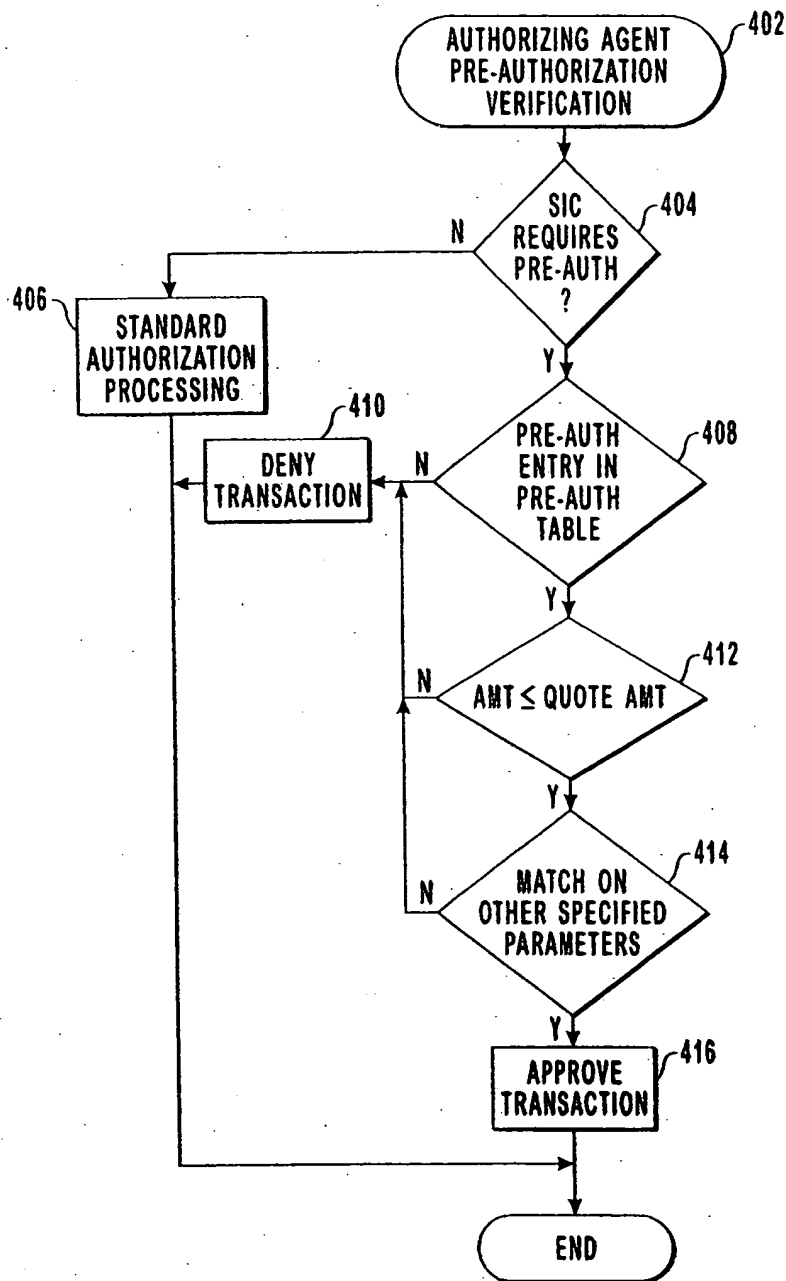 402
AUTHORIZING AGENT
PRE-AUTHORIZATION
VERIFICATION
SIC
REQUIRES
PRE-AUTH
?
404
N
Y
406
STANDARD
AUTHORIZATION
PROCESSING
410
DENY
TRANSACTION
N
PRE-AUTH
ENTRY IN
PRE-AUTH
TABLE
408
Y
N
AMT ≤ QUOTE AMT
412
Y
N
MATCH ON
OTHER SPECIFIED
PARAMETERS
414
Y
APPROVE
TRANSACTION
416
END